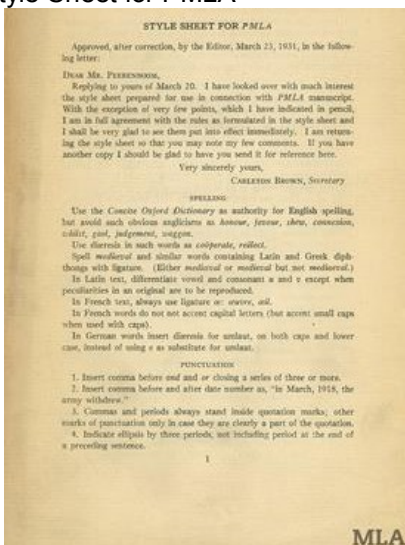 tyle Sheet for PMLA
STYLE SHEET FOR PMLA
Approved, after correction, by the Editor, March 23, 1931, in the follow-
ing letter:
DEAR MR. PEEBENBOOM,
Replying to yours of March 20. I have looked over with much interest
the style sheet prepared for use in connection with PMLA manuscript.
With the exception of very few points, which I have indicated in pencil,
I am in full agreement with the rules as formulated in the style sheet and
I shall be very glad to see them put into effect immediately. I am return-
ing the style sheet so that you may note my few comments. If you have
another copy I should be glad to have you send it for reference here.
Very sincerely yours,
CARLETON BROWN, Secretary
SPELLING
Use the Concise Oxford Dictionary as authority for English spelling,
but avoid such obvious anglicisms as honour, favour, shew, connexion,
whilst, gaol, judgement, waggon.
Use dieresis in such words as coöperate, reëlect.
Spell mediæval and similar words containing Latin and Greek diph-
thongs with ligature. (Either mediæval or medieval but not mediaeval.)
In Latin text, differentiate vowel and consonant u and v except when
peculiarities in an original are to be reproduced.
In French text, always use ligature œ: œuvre, œil.
In French words do not not accent capital letters (but accent small caps
when used with caps).
In German words insert dieresis for umlaut, on both caps and lower
case, instead of using e as substitute for umlaut.
PUNCTUATION
1. Insert comma before and and or closing a series of three or more.
2. Insert comma before and after date number as, "in March, 1918, the
army withdrew."
3. Commas and periods always stand inside quotation marks; other
marks of punctuation only in case they are clearly a part of the quotation.
4. Indicate ellipsis by three periods, not including period at the end of
a preceding sentence.
1
MLA